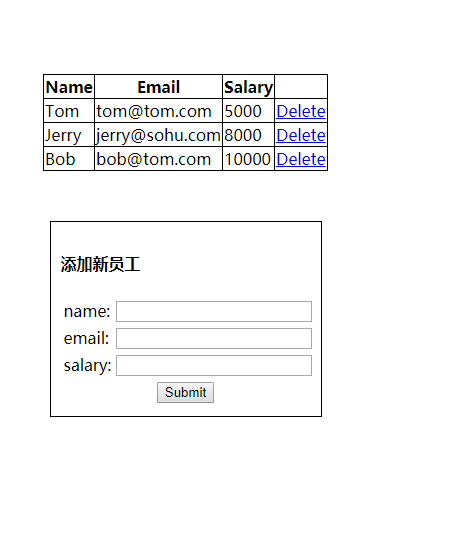 Name Email Salary
Tom tom@tom.com 5000 Delete
Jerry jerry@sohu.com 8000 Delete
Bob bob@tom.com 10000 Delete
添加新员工
name:
email:
salary:
Submit